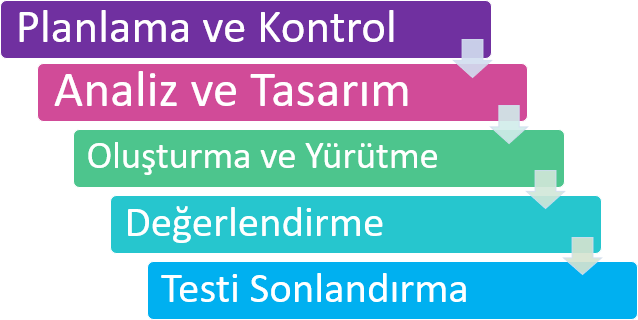 Planlama ve Kontrol
Analiz ve Tasarım
Oluşturma ve Yürütme
Değerlendirme
Testi Sonlandırma